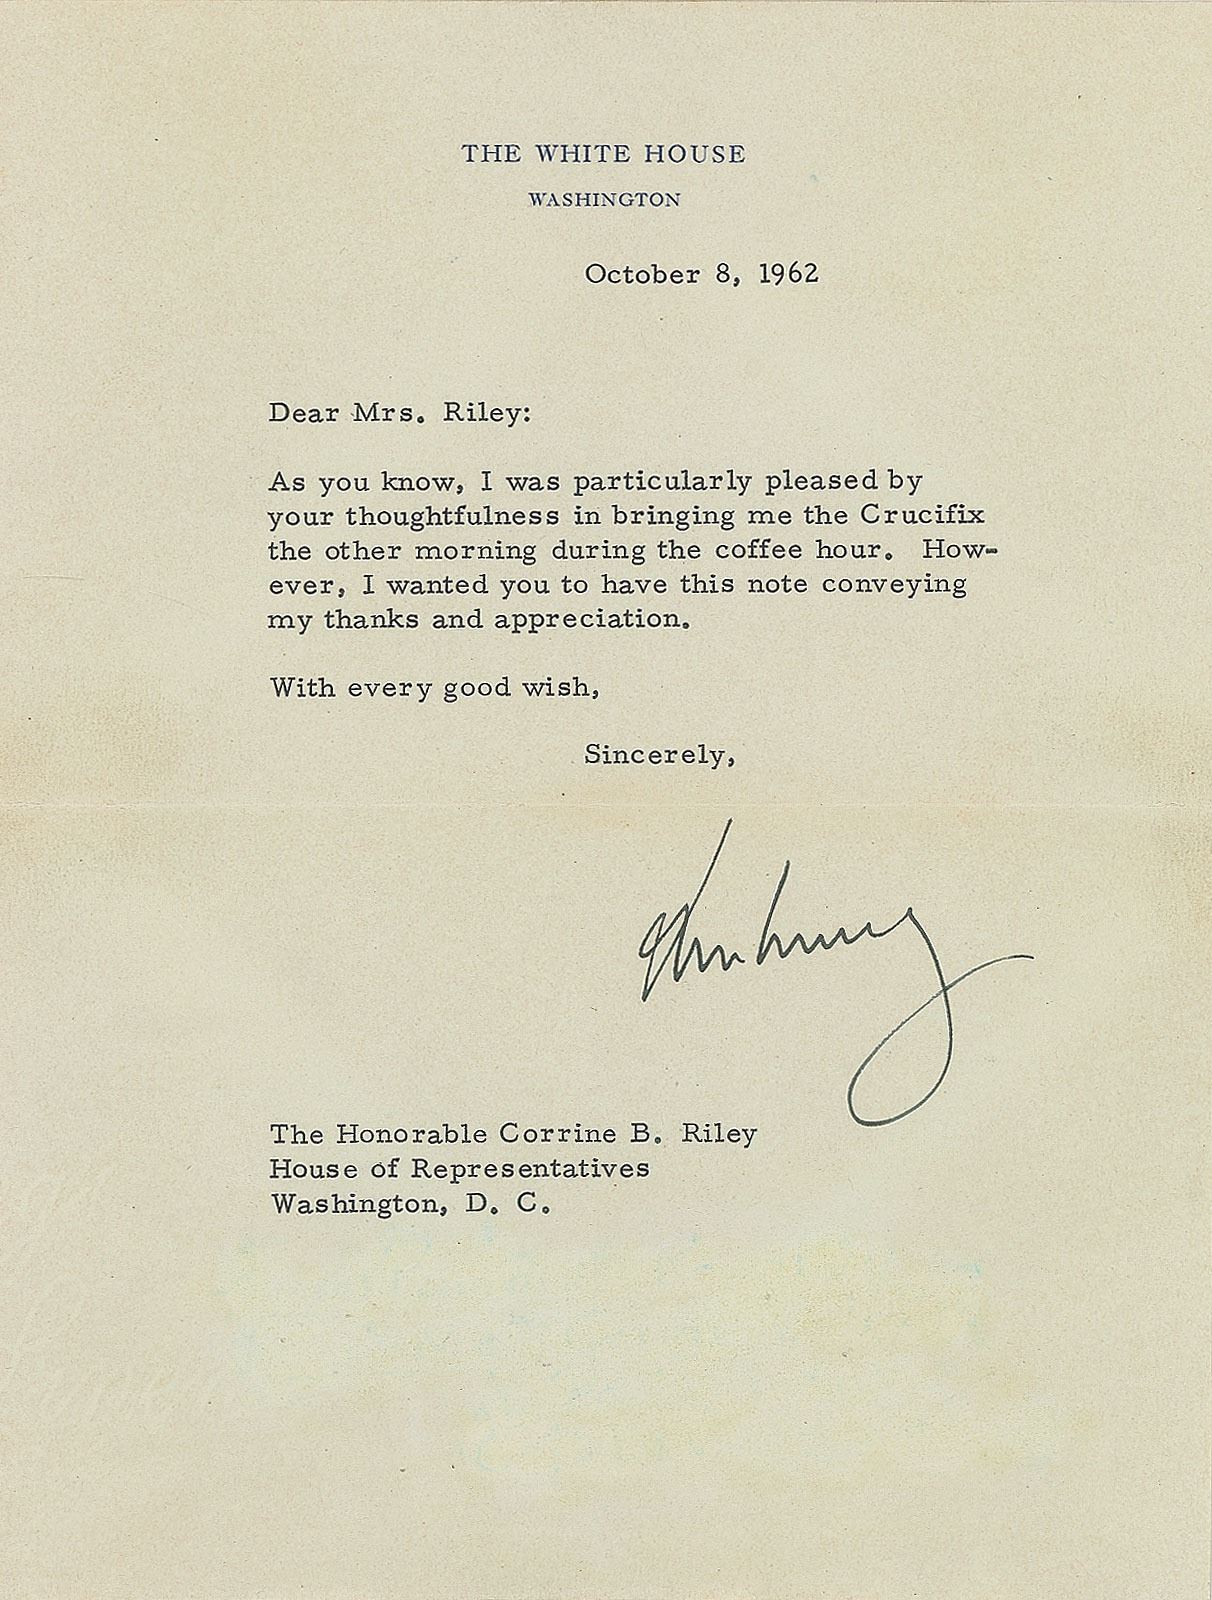 THE WHITE HOUSE
WASHINGTON
October 8, 1962
Dear Mrs. Riley:
As you know, I was particularly pleased by
your thoughtfulness in bringing me the Crucifix
the other morning during the coffee hour. How-
ever, I wanted you to have this note conveying
my thanks and appreciation.
With every good wish,
Sincerely,
The Honorable Corrine B. Riley
House of Representatives
Washington, D. C.